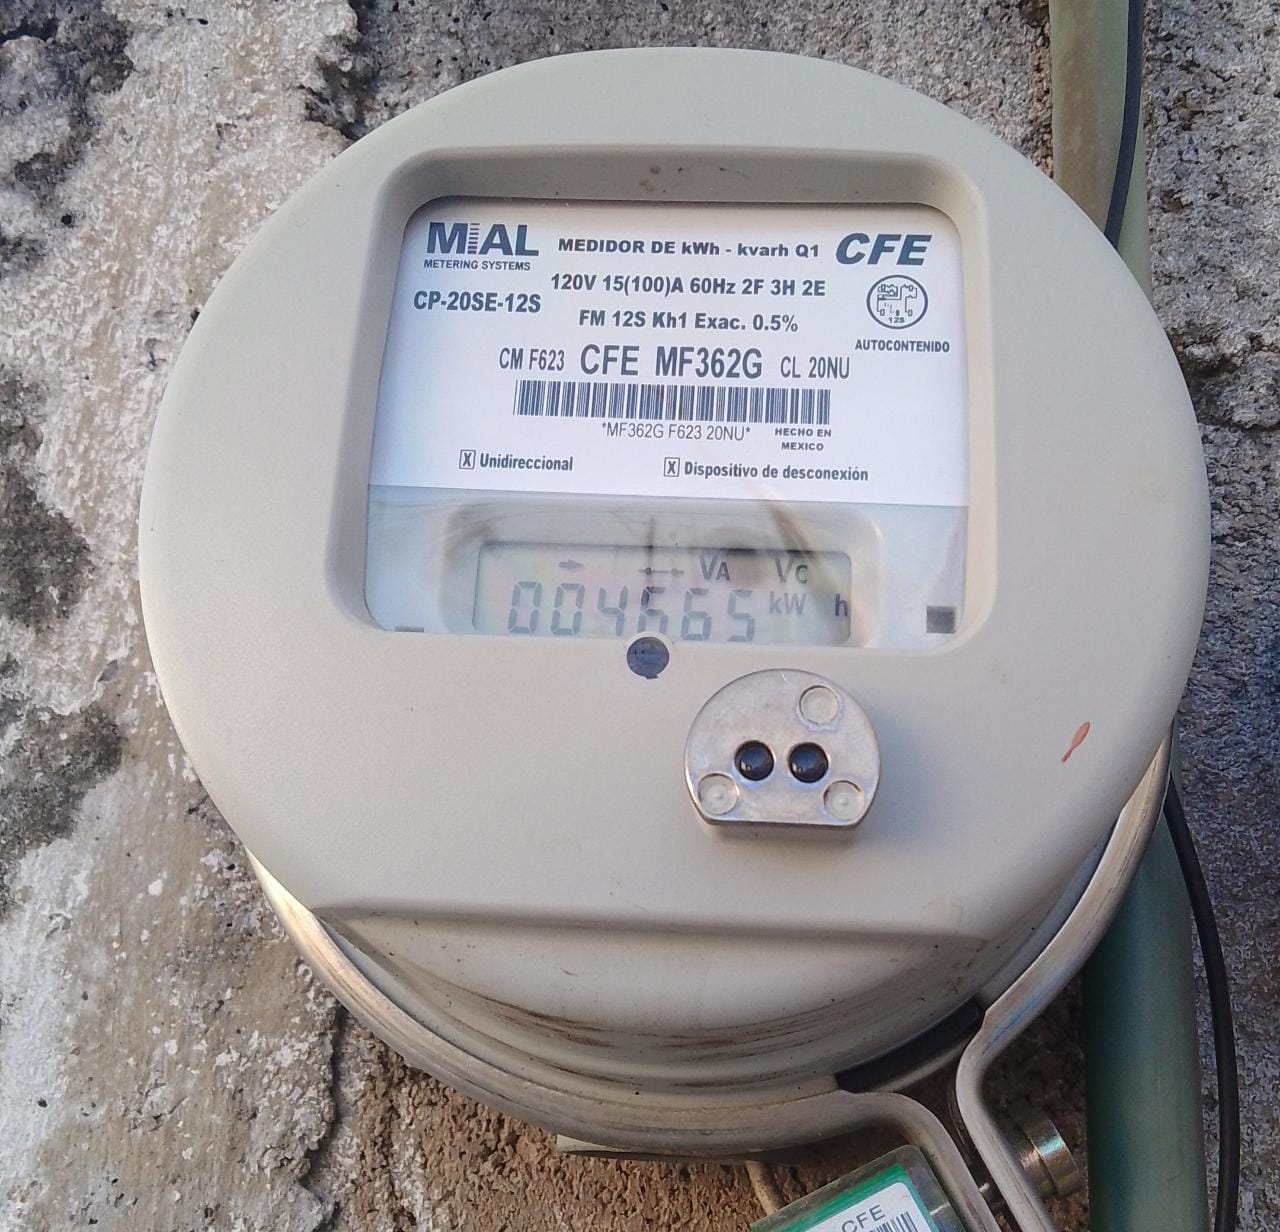 MIAL
METERING SYSTEMS
MEDIDOR DE kWh - kvarh Q1
CFE
120V 15(100)A 60Hz 2F 3H 2E
CP-20SE-12S
FM 12S Kh1 Exac. 0.5%
12S
AUTOCONTENIDO
CM F623 CFE MF362G CL 20NU
*MF362G F623 20NU*
HECHO EN
MEXICO
X Unidireccional
X Dispositivo de desconexión
VA VC
004665 kW h
CFE